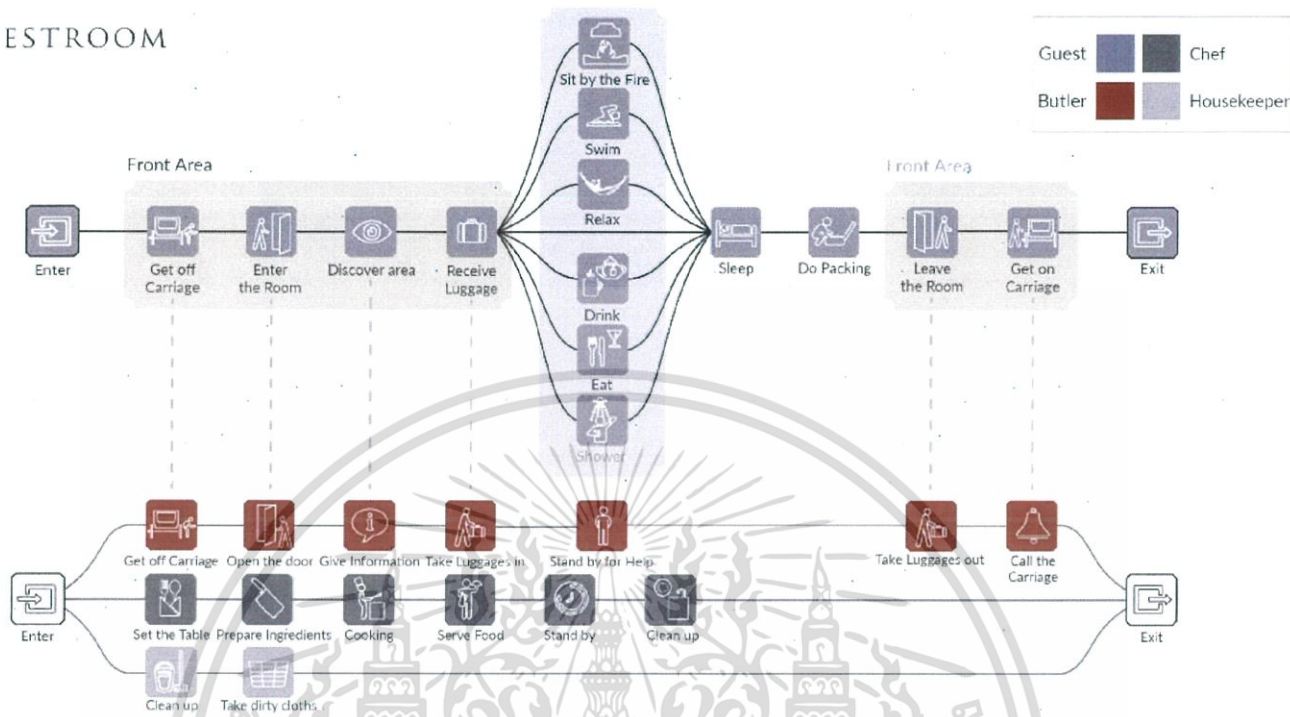 ESTROOM
Guest
Chef
Butler
Housekeeper
Sit by the Fire
Swim
Relax
Drink
Eat
Shower
Front Area
Front Area
Enter
Get off
Carriage
Enter
the Room
Discover area
Receive
Luggage
Sleep
Do Packing
Leave
the Room
Get on
Carriage
Exit
Get off Carriage
Open the door
Give Information
Take Luggages in
Stand by for Help
Take Luggages out
Call the
Carriage
Enter
Set the Table
Prepare Ingredients
Cooking
Serve Food
Stand by
Clean up
Exit
Clean up
Take dirty cloths